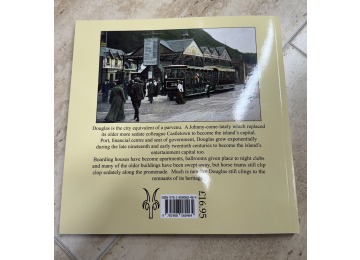 Douglas is the city equivalent of a parvenu. A Johnny-come-lately which replaced
its older more sedate colleague Castletown to become the island's capital.
Port, financial centre and seat of government, Douglas grew exponentially
during the late nineteenth and early twentieth centuries to become the Island's
entertainment capital too.
Boarding houses have become apartments, ballrooms given place to night clubs
and many of the older buildings have been swept away, but horse trams still clip
clop sedately along the promenade. Much is new but Douglas still clings to the
remnants of its heritage.
£16.95